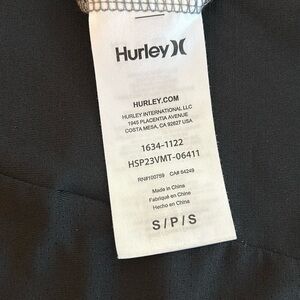 Hurley
HURLEY.COM
HURLEY INTERNATIONAL LLC
1945 PLACENTIA AVENUE
COSTA MESA, CA 92627 USA
1634-1122
HSP23VMT-06411
RN#100759 CA# 64249
Made in China
Fabriqué en Chine
Hecho en China
S/P/S